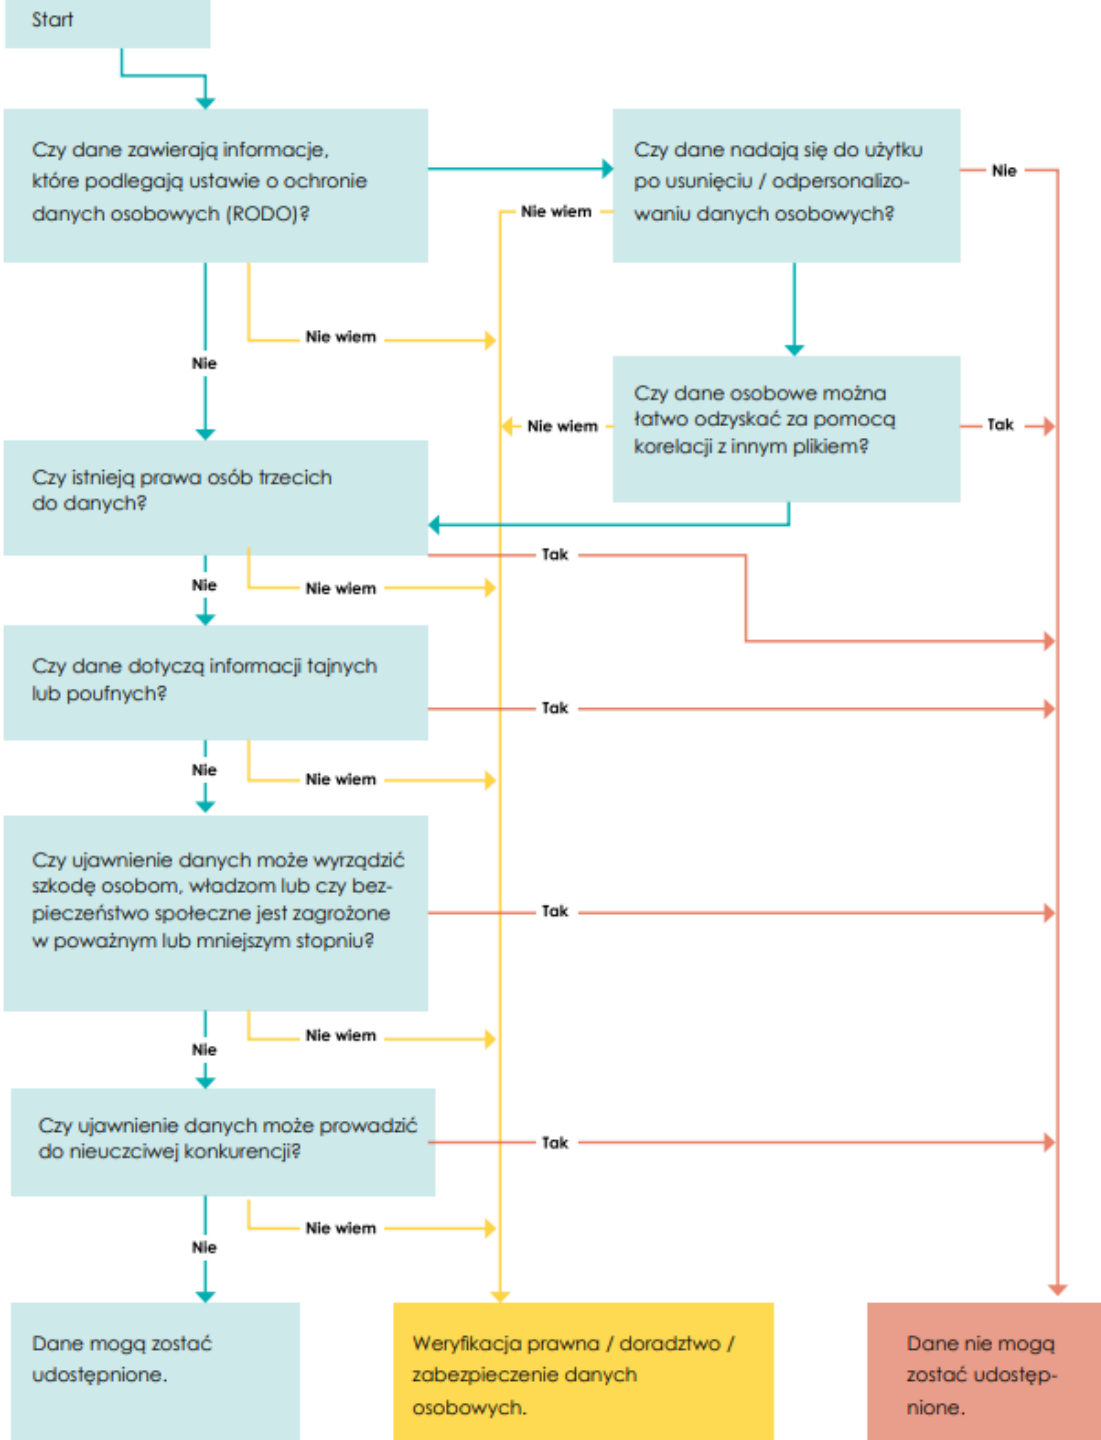 Start
Czy dane zawierają informacje,
które podlegają ustawie o ochronie
danych osobowych (RODO)?
Czy dane nadają się do użytku
po usunięciu / odpersonalizo-
waniu danych osobowych?
Nie
Nie wiem
Nie wiem
Nie
Czy dane osobowe można
łatwo odzyskać za pomocą
korelacji z innym plikiem?
Nie wiem
Tak
Czy istnieją prawa osób trzecich
do danych?
Tak
Nie
Nie wiem
Czy dane dotyczą informacji tajnych
lub poufnych?
Tak
Nie
Nie wiem
Czy ujawnienie danych może wyrządzić
szkodę osobom, władzom lub czy bez-
pieczeństwo społeczne jest zagrożone
w poważnym lub mniejszym stopniu?
Tak
Nie
Nie wiem
Czy ujawnienie danych może prowadzić
do nieuczciwej konkurencji?
Tak
Nie
Nie wiem
Dane mogą zostać
udostępnione.
Weryfikacja prawna / doradztwo /
zabezpieczenie danych
osobowych.
Dane nie mogą
zostać udostęp-
nione.